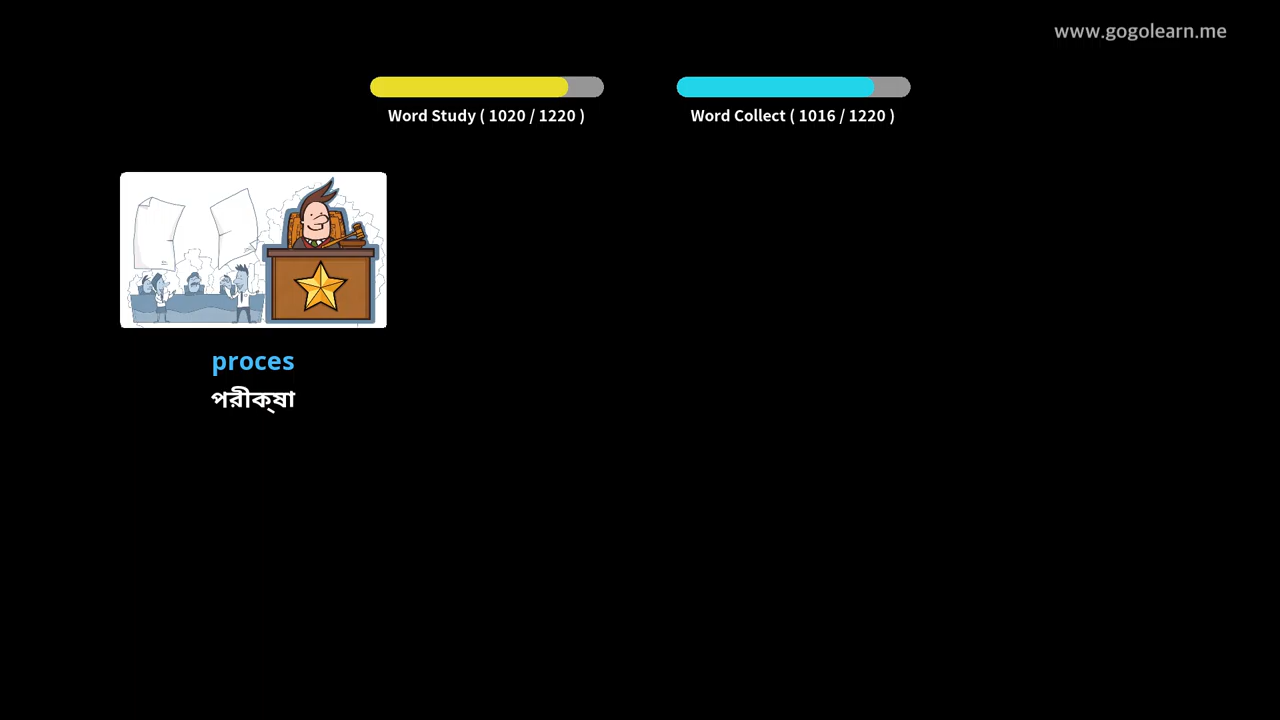 www.gogolearn.me
Word Study ( 1020 / 1220 )
Word Collect ( 1016 / 1220 )
proces
পরীক্ষা